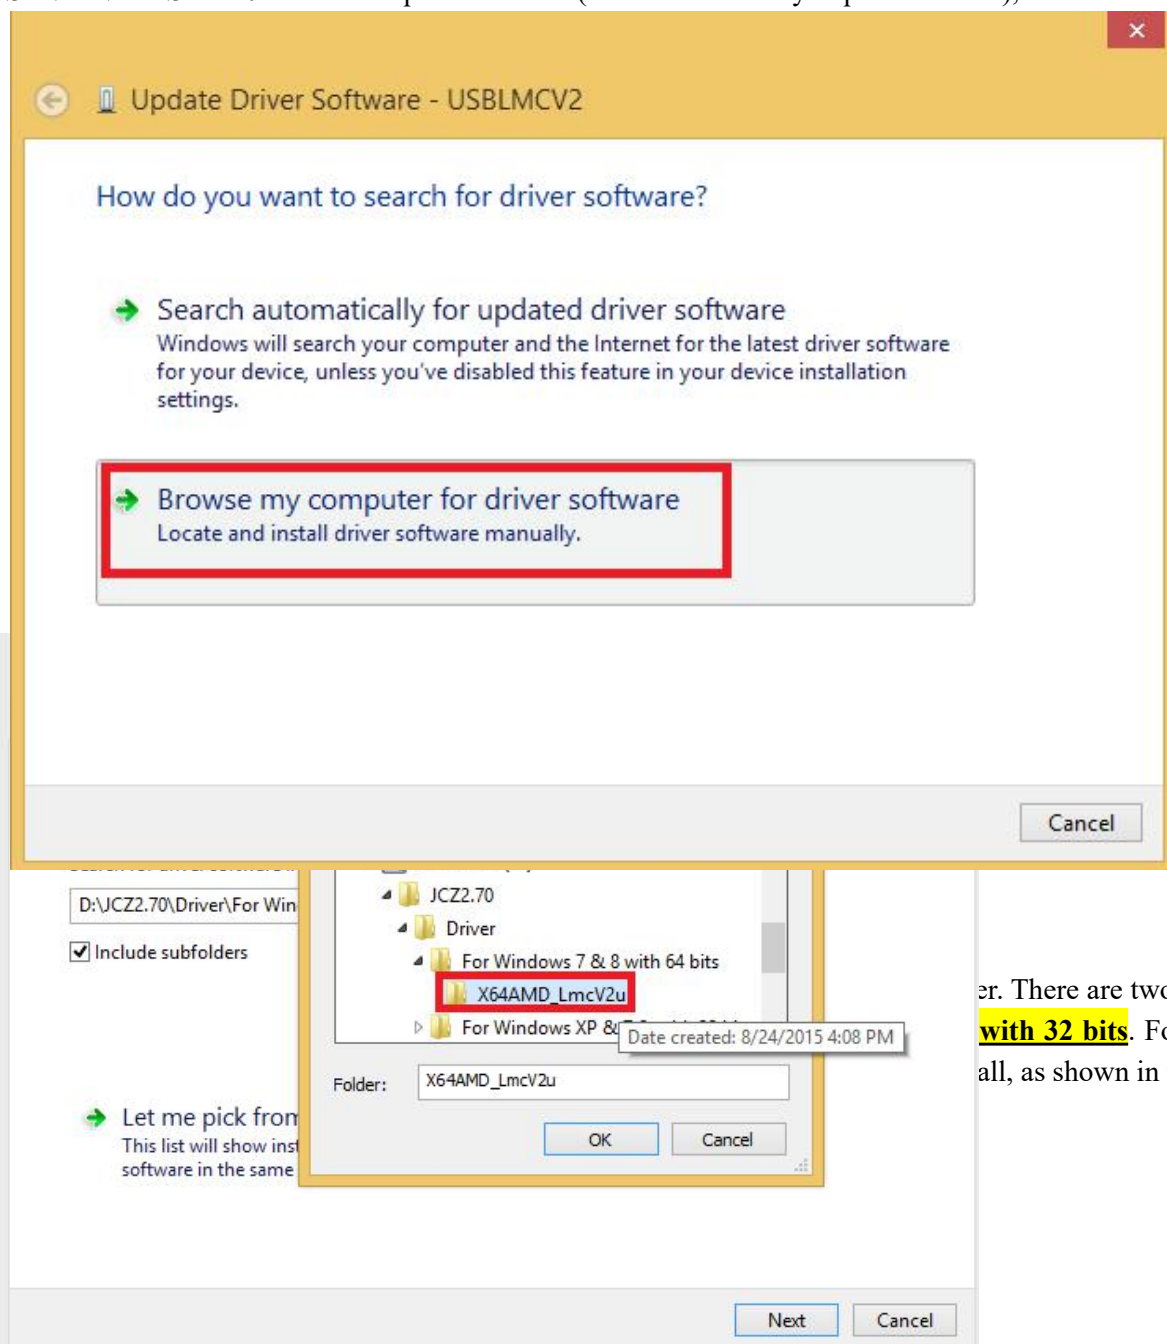 Update Driver Software - USBLMCV2
How do you want to search for driver software?
Search automatically for updated driver software
Windows will search your computer and the Internet for the latest driver software
for your device, unless you've disabled this feature in your device installation
settings.
Browse my computer for driver software
Locate and install driver software manually.
Cancel
D:\JCZ2.70\Driver\For Win
Include subfolders
JCZ2.70
Driver
For Windows 7 & 8 with 64 bits
X64AMD_LmcV2u
For Windows XP &
Date created: 8/24/2015 4:08 PM
Folder:
X64AMD_LmcV2u
OK
Cancel
Let me pick from
This list will show inst
software in the same
er. There are two
with 32 bits. Fo
all, as shown in
Next
Cancel